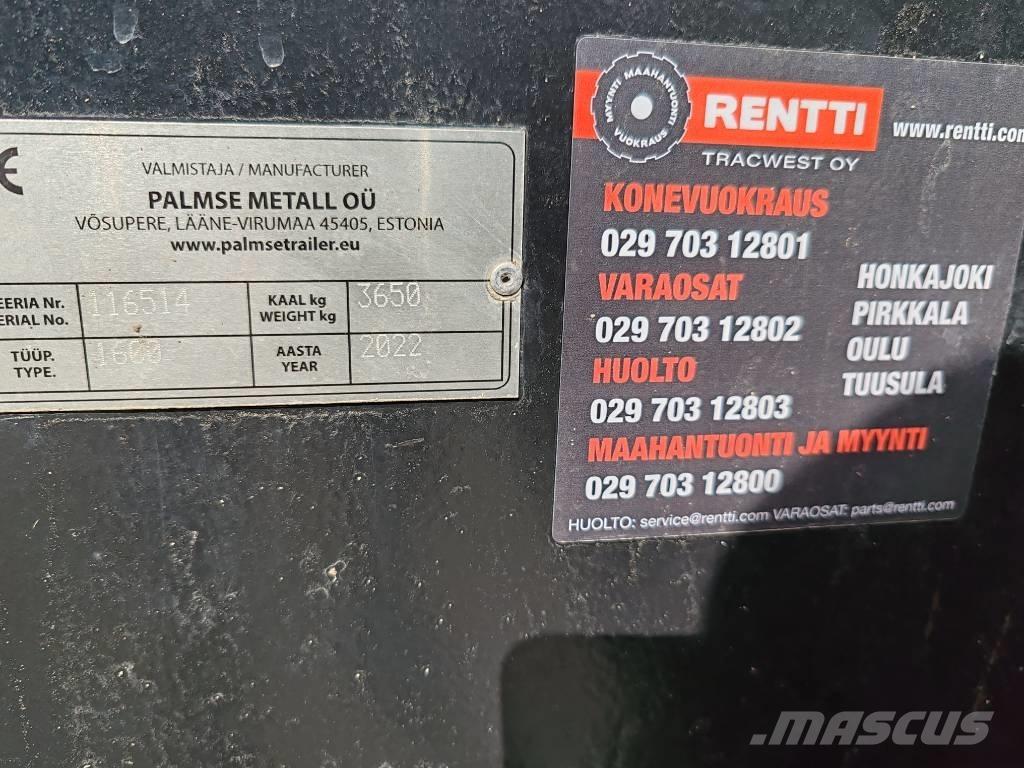 CE
VALMISTAJA / MANUFACTURER
PALMSE METALL OÜ
VÕSUPERE, LÄÄNE-VIRUMAA 45405, ESTONIA
www.palmsetrailer.eu
EERIA Nr.
ERIAL No.
116514
KAAL kg
WEIGHT kg
3650
TÜÜP.
TYPE.
1600
AASTA
YEAR
2022
MYYNTI MAAHANTUONTI VUOKRAUS
RENTTI
www.rentti.com
TRACWEST OY
KONEVUOKRAUS
029 703 12801
VARAOSAT
029 703 12802
HUOLTO
029 703 12803
MAAHANTUONTI JA MYYNTI
029 703 12800
HONKAJOKI
PIRKKALA
OULU
TUUSULA
HUOLTO: service@rentti.com VARAOSAT: parts@rentti.com
MASCUS